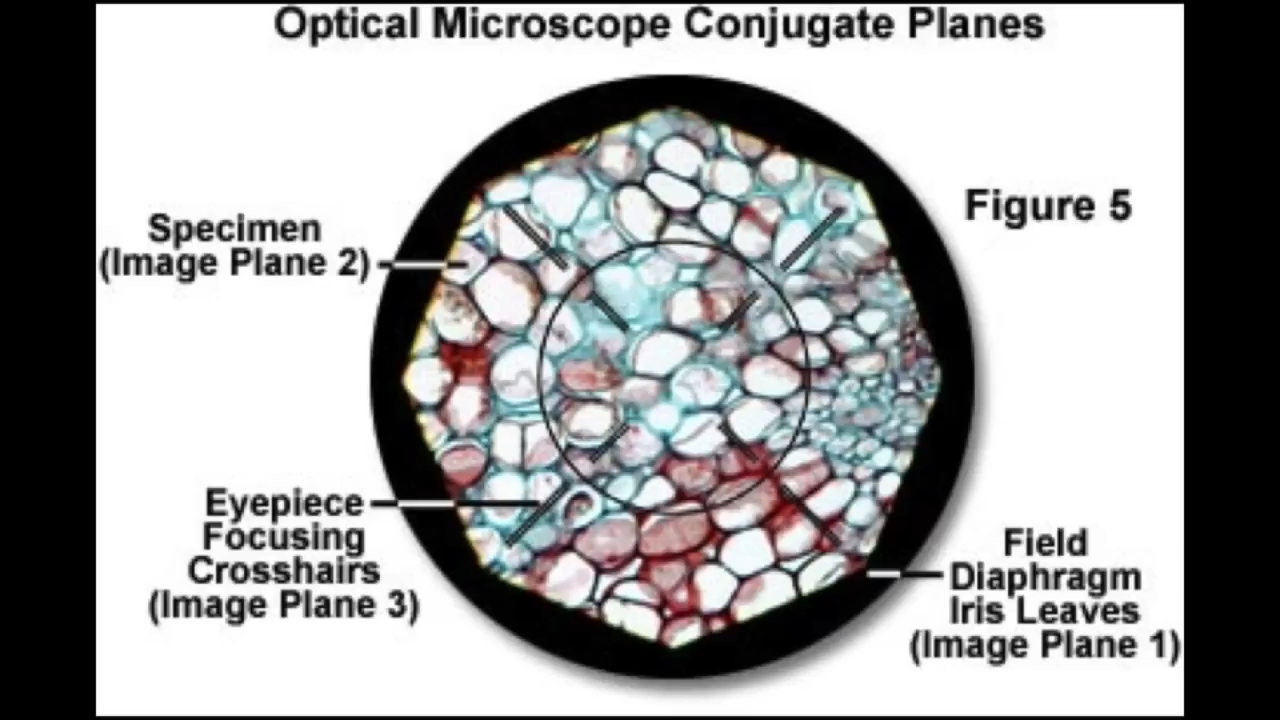 Optical Microscope Conjugate Planes
Figure 5
Specimen
(Image Plane 2)
Eyepiece
Focusing
Crosshairs
(Image Plane 3)
Field
Diaphragm
Iris Leaves
(Image Plane 1)